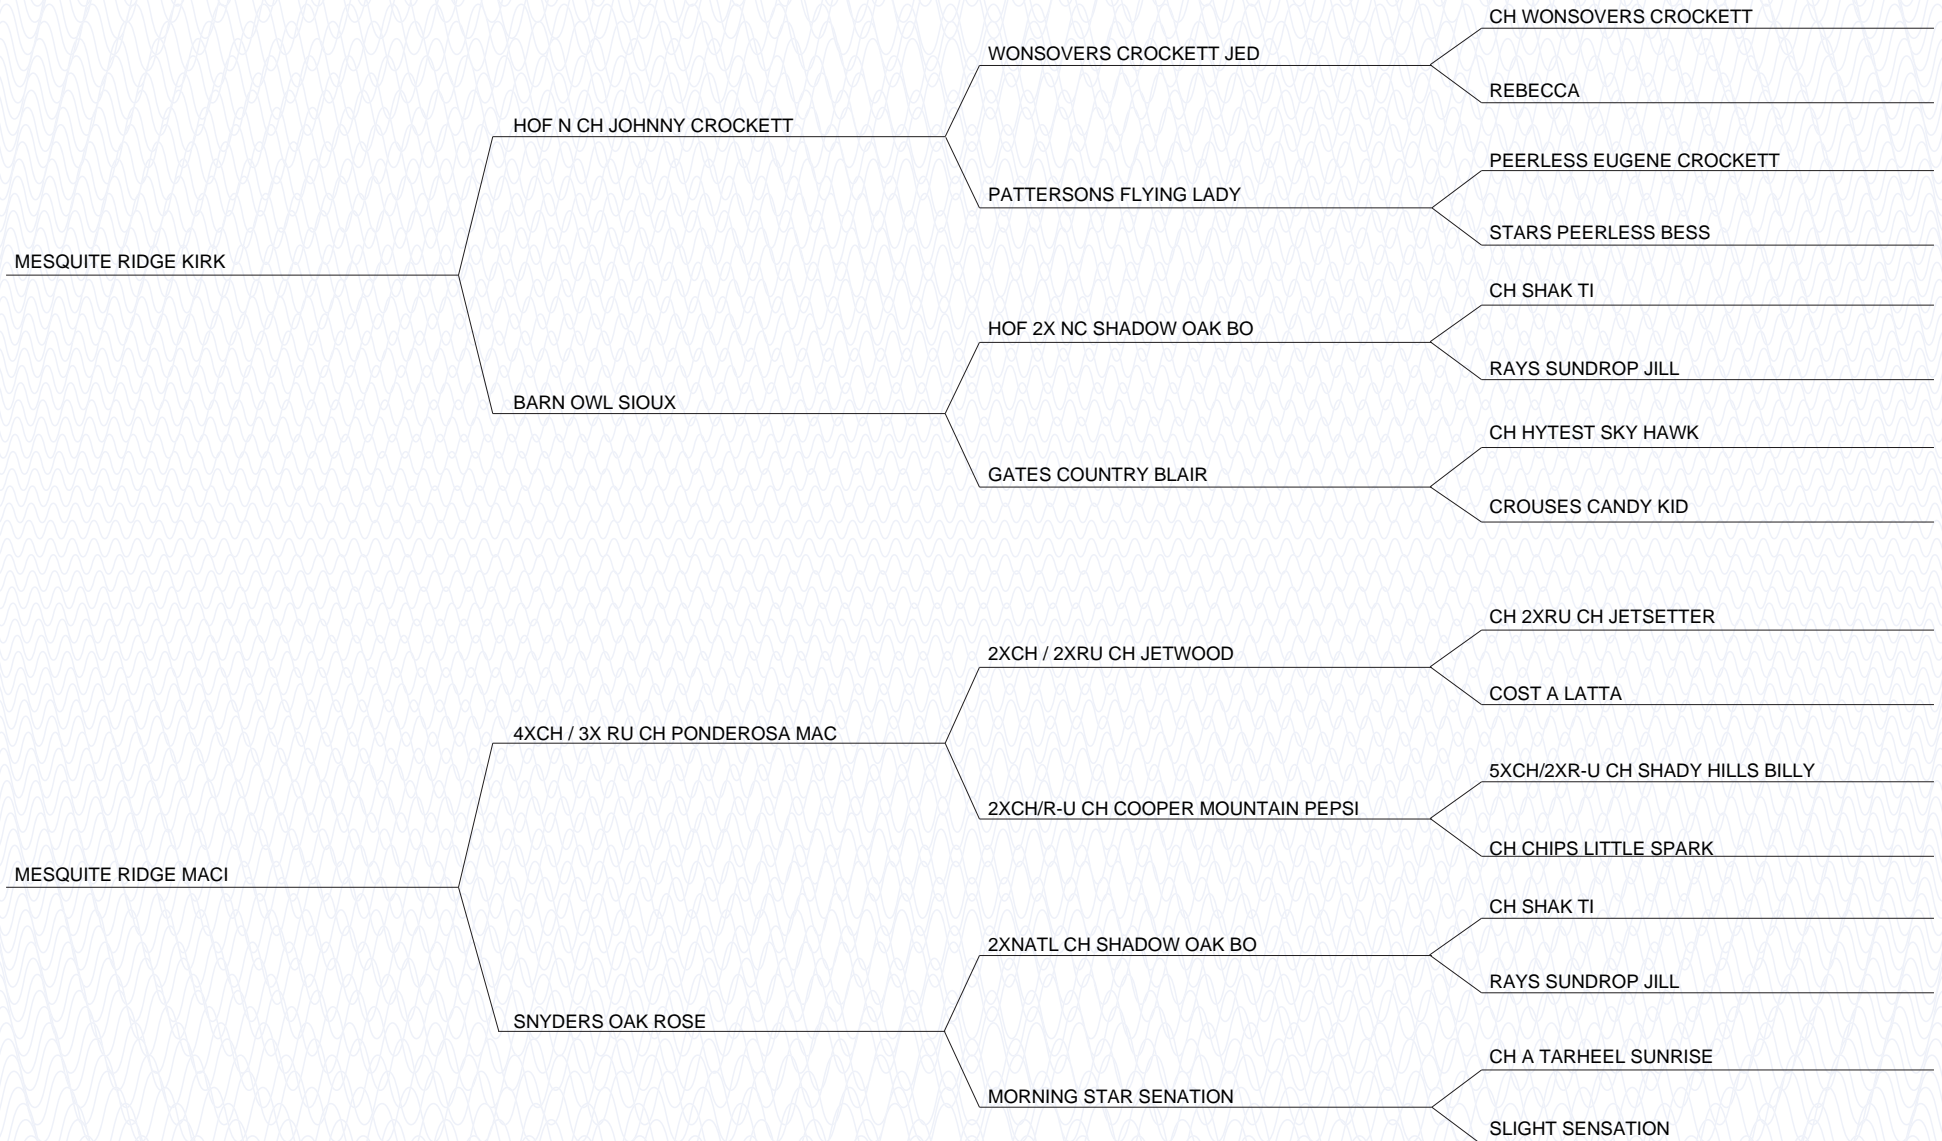 CH WONSOVERS CROCKETT
WONSOVERS CROCKETT JED
REBECCA
HOF N CH JOHNNY CROCKETT
PEERLESS EUGENE CROCKETT
PATTERSONS FLYING LADY
STARS PEERLESS BESS
MESQUITE RIDGE KIRK
CH SHAK TI
HOF 2X NC SHADOW OAK BO
RAYS SUNDROP JILL
BARN OWL SIOUX
CH HYTEST SKY HAWK
GATES COUNTRY BLAIR
CROUSES CANDY KID
CH 2XRU CH JETSETTER
2XCH / 2XRU CH JETWOOD
COST A LATTA
4XCH / 3X RU CH PONDEROSA MAC
5XCH/2XR-U CH SHADY HILLS BILLY
2XCH/R-U CH COOPER MOUNTAIN PEPSI
CH CHIPS LITTLE SPARK
MESQUITE RIDGE MACI
CH SHAK TI
2XNATL CH SHADOW OAK BO
RAYS SUNDROP JILL
SNYDERS OAK ROSE
CH A TARHEEL SUNRISE
MORNING STAR SENATION
SLIGHT SENSATION